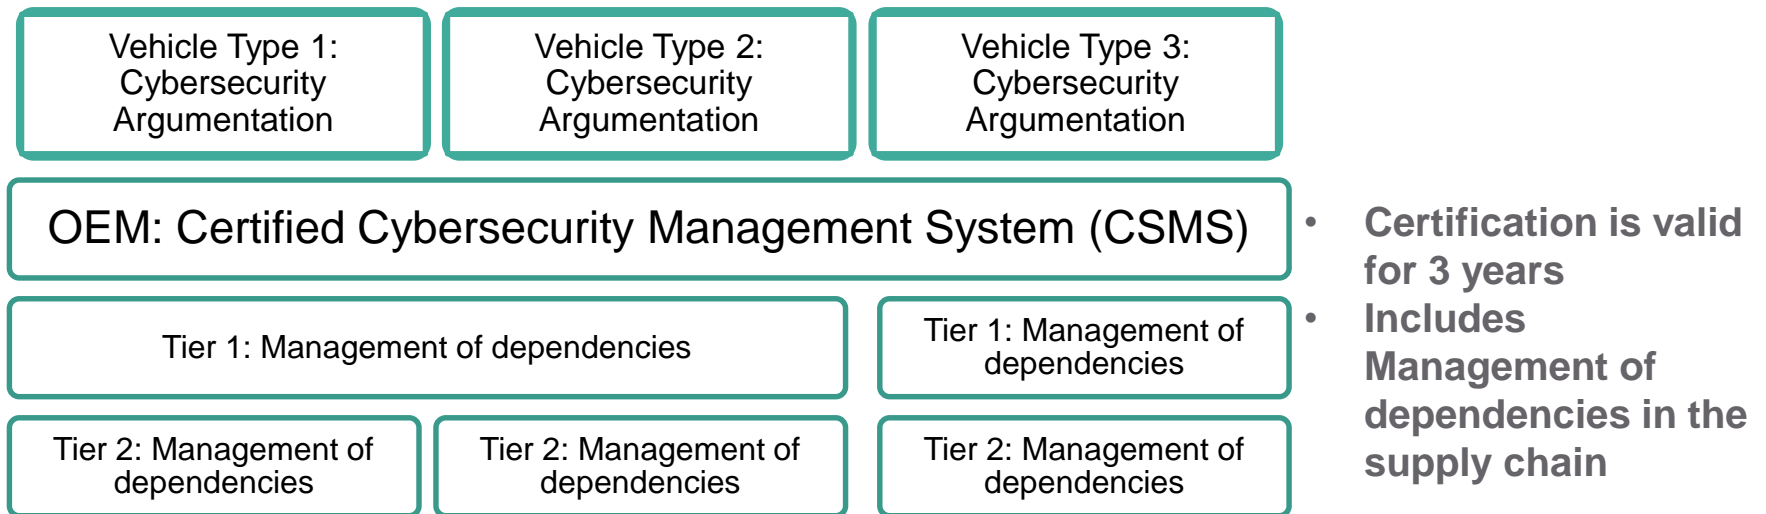 Vehicle Type 1:
Cybersecurity
Argumentation
Vehicle Type 2:
Cybersecurity
Argumentation
Vehicle Type 3:
Cybersecurity
Argumentation
OEM: Certified Cybersecurity Management System (CSMS)
Tier 1: Management of dependencies
Tier 1: Management of
dependencies
Tier 2: Management of
dependencies
Tier 2: Management of
dependencies
Tier 2: Management of
dependencies
• Certification is valid
for 3 years
• Includes
Management of
dependencies in the
supply chain